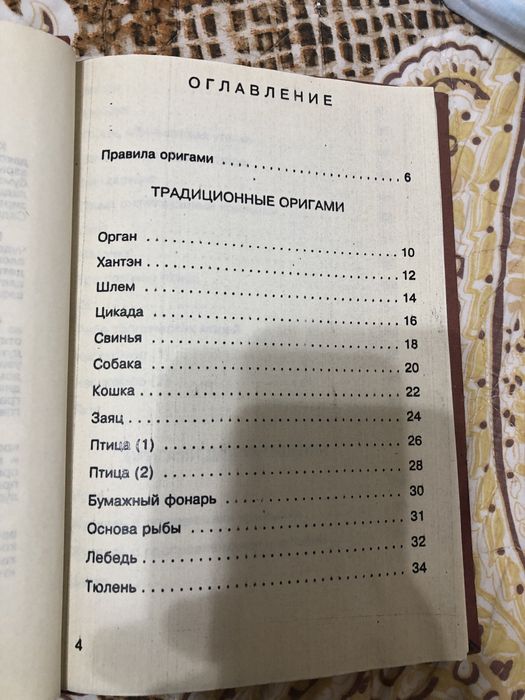 ОГЛАВЛЕНИЕ
Правила оригами . . . . . . . . . . . . . . . . . . . . 6
ТРАДИЦИОННЫЕ ОРИГАМИ
Орган . . . . . . . . . . . . . . . . . . . . . . . . . . . . 10
Хантэн . . . . . . . . . . . . . . . . . . . . . . . . . . . 12
Шлем . . . . . . . . . . . . . . . . . . . . . . . . . . . . 14
Цикада . . . . . . . . . . . . . . . . . . . . . . . . . . . 16
Свинья . . . . . . . . . . . . . . . . . . . . . . . . . . . 18
Собака . . . . . . . . . . . . . . . . . . . . . . . . . . . 20
Кошка . . . . . . . . . . . . . . . . . . . . . . . . . . . . 22
Заяц . . . . . . . . . . . . . . . . . . . . . . . . . . . . . 24
Птица (1) . . . . . . . . . . . . . . . . . . . . . . . . . 26
Птица (2) . . . . . . . . . . . . . . . . . . . . . . . . . 28
Бумажный фонарь . . . . . . . . . . . . . . . . . . 30
Основа рыбы . . . . . . . . . . . . . . . . . . . . . . 31
Лебедь . . . . . . . . . . . . . . . . . . . . . . . . . . . 32
Тюлень . . . . . . . . . . . . . . . . . . . . . . . . . . . 34
4